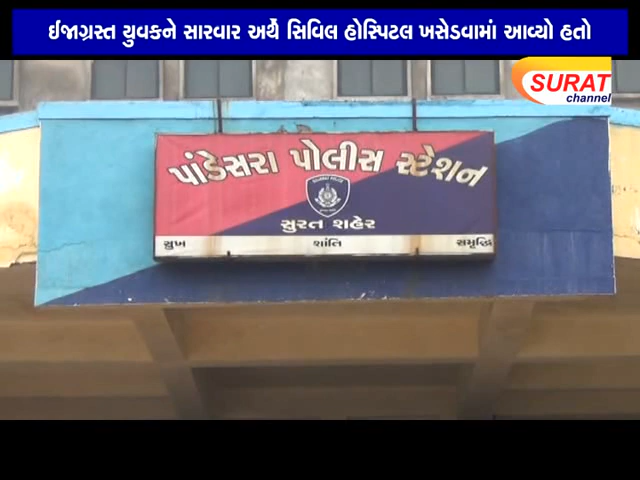 ઈજાગ્રસ્ત યુવકને સારવાર અર્થે સિવિલ હોસ્પિટલ ખસેડવામાં આવ્યો હતો
SURAT
channel
પાંડેસરા પોલીસ સ્ટેશન
સુરત શહેર
સુખ શાંતિ સમૃદ્ધિ